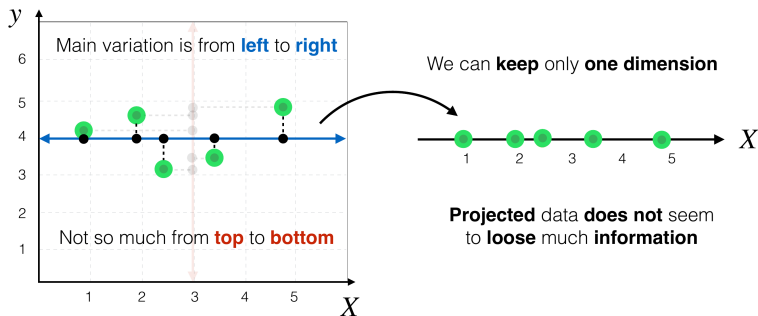 y
Main variation is from left to right
6
5
4
3
2
1
Not so much from top to bottom
1 2 3 4 5
X
We can keep only one dimension
X
1 2 3 4 5
Projected data does not seem
to loose much information